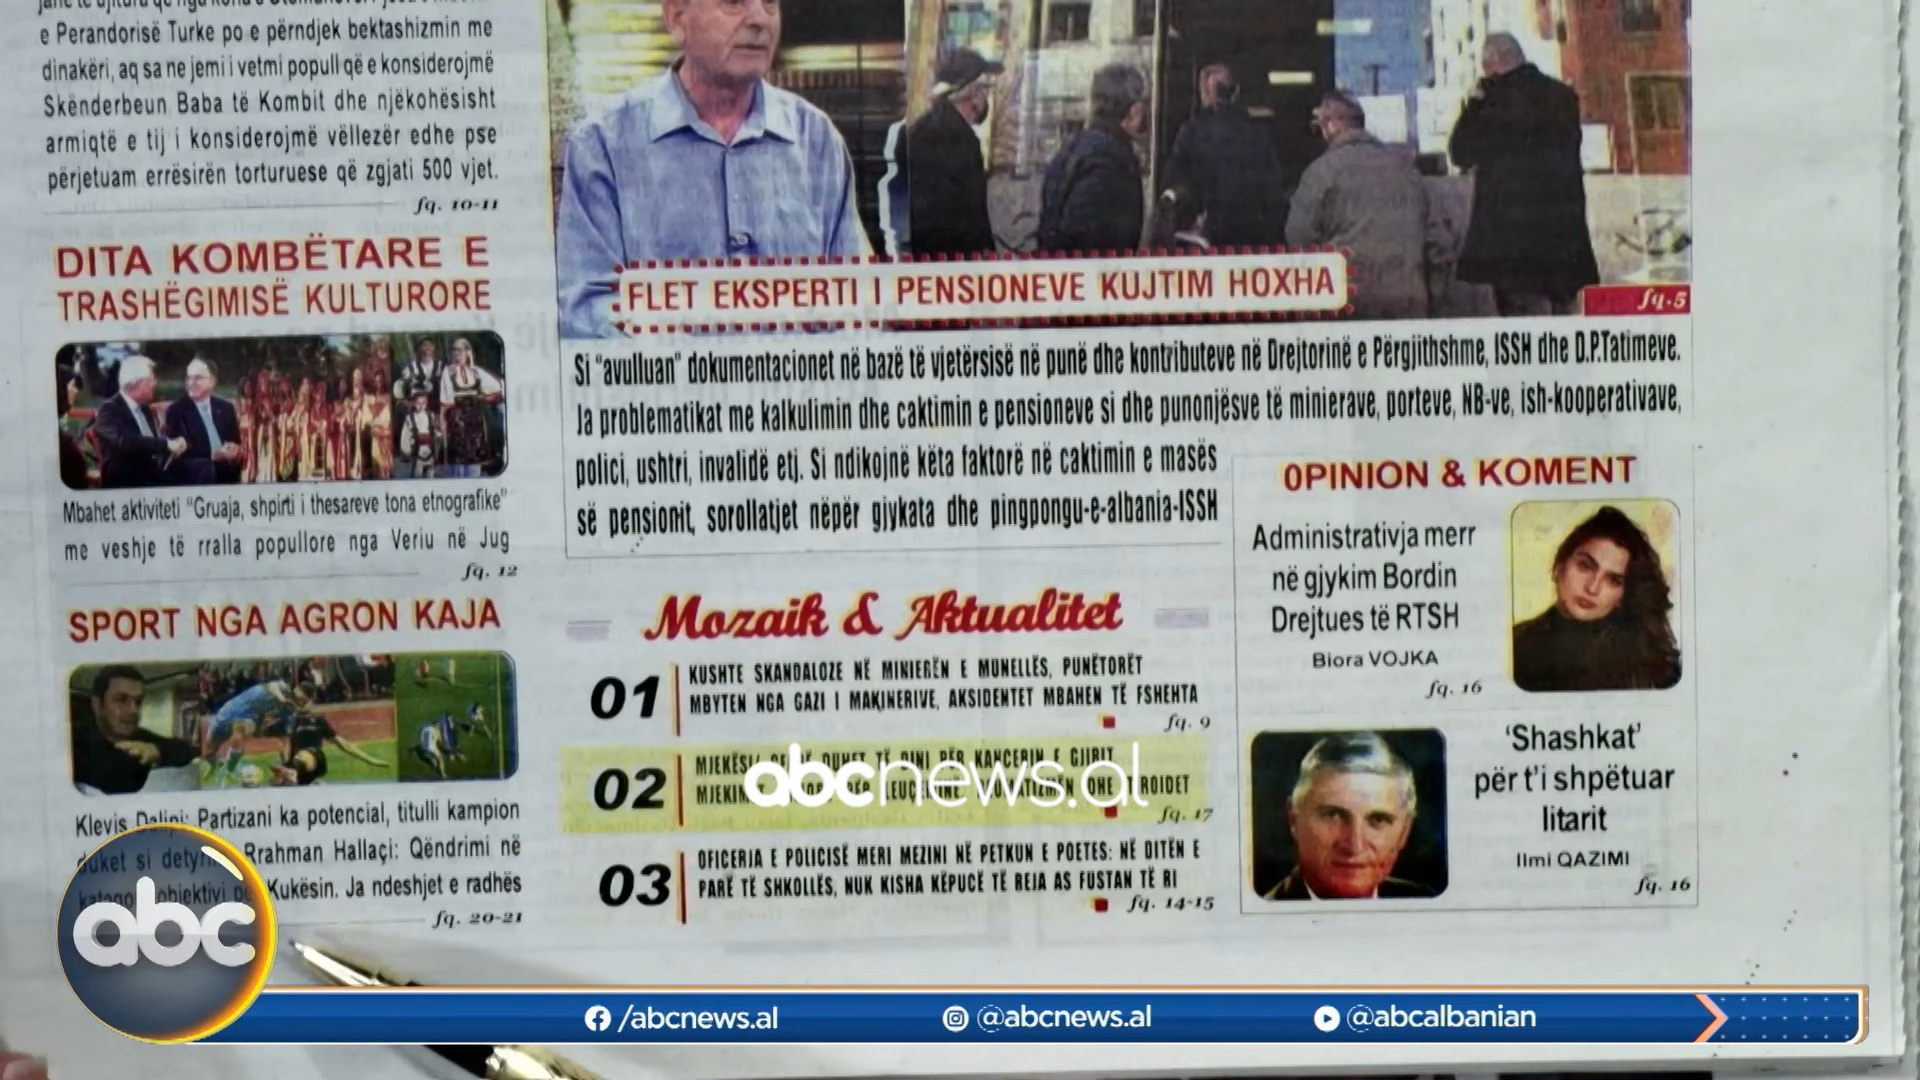 e Perandorisë Turke po e përndjek bektashizmin me
dinakëri, aq sa ne jemi i vetmi popull që e konsiderojmë
Skënderbeun Baba të Kombit dhe njëkohësisht
armiqtë e tij i konsiderojmë vëllezër edhe pse
përjetuam errësirën torturuese që zgjati 500 vjet.
fq. 10-11
DITA KOMBËTARE E
TRASHËGIMISË KULTURORE
Mbahet aktiviteti "Gruaja, shpirti i thesareve tona etnografike"
me veshje të rralla popullore nga Veriu në Jug
fq. 12
SPORT NGA AGRON KAJA
Klevis Dalipi: Partizani ka potencial, titulli kampion
duket si Rrahman Hallaçi: Qëndrimi në
objektivi Kukësin. Ja ndeshjet e radhës
fq. 20-21
FLET EKSPERTI I PENSIONEVE KUJTIM HOXHA
fq.5
Si "avulluan" dokumentacionet në bazë të vjetërsisë në punë dhe kontributeve në Drejtorinë e Përgjithshme, ISSH dhe D.P.Tatimeve.
Ja problematikat me kalkulimin dhe caktimin e pensioneve si dhe punonjësve të minierave, porteve, NB-ve, ish-kooperativave,
polici, ushtri, invalidë etj. Si ndikojnë këta faktorë në caktimin e masës
së pensionit, sorollatjet nëpër gjykata dhe pingpongu-e-albania-ISSH
Mozaik & Aktualitet
01
KUSHTE SKANDALOZE NË MINIERËN E MUNELLËS, PUNËTORËT
MBYTEN NGA GAZI I MAKINERIVE, AKSIDENTET MBAHEN TË FSHEHTA
fq. 9
02
DUHET TË DINI PËR KANCERIN E GJIRIT
DHE
fq. 17
03
OFICERJA E POLICISË MERI MEZINI NË PETKUN E POETES: NË DITËN E
PARË TË SHKOLLËS, NUK KISHA KËPUCË TË REJA AS FUSTAN TË RI
fq. 14-15
OPINION & KOMENT
Administrativja merr
në gjykim Bordin
Drejtues të RTSH
Biora VOJKA
fq. 16
'Shashkat'
për t'i shpëtuar
litarit
Ilmi QAZIMI
fq. 16
abcnews.al
abc
/abcnews.al
@abcnews.al
@abcalbanian